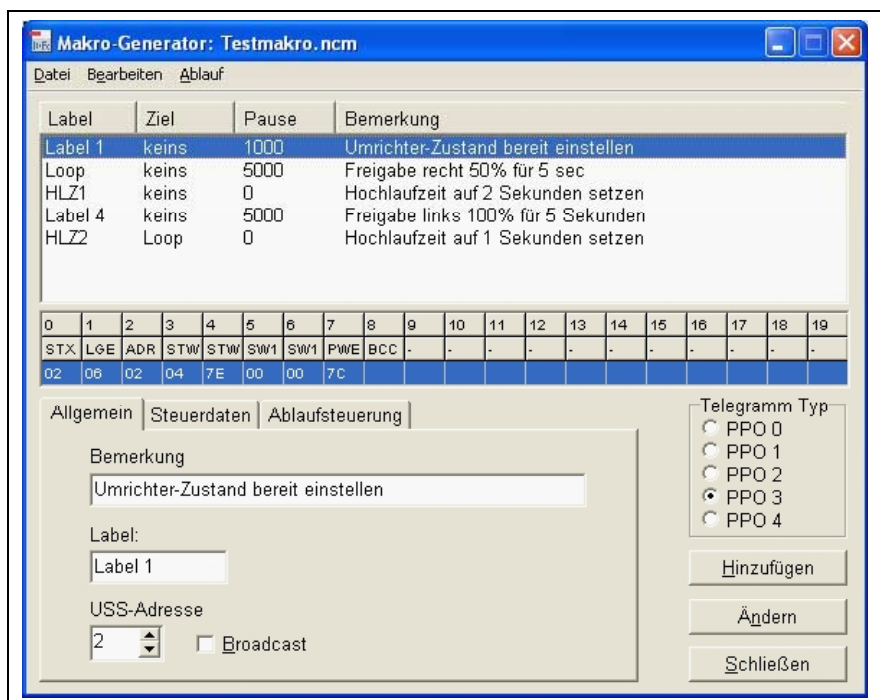 Makro-Generator: Testmakro.ncm
Datei Bearbeiten Ablauf
Label Ziel Pause Bemerkung
Label 1 keins 1000 Umrichter-Zustand bereit einstellen
Loop keins 5000 Freigabe recht 50% für 5 sec
HLZ1 keins 0 Hochlaufzeit auf 2 Sekunden setzen
Label 4 keins 5000 Freigabe links 100% für 5 Sekunden
HLZ2 Loop 0 Hochlaufzeit auf 1 Sekunden setzen
0 1 2 3 4 5 6 7 8 9 10 11 12 13 14 15 16 17 18 19
STX LGE ADR STW STW SW1 SW1 PWE BCC - - - - - - - - - - -
02 06 02 04 7E 00 00 7C
Allgemein Steuerdaten Ablaufsteuerung
Bemerkung
Umrichter-Zustand bereit einstellen
Label:
Label 1
USS-Adresse
2 Broadcast
Telegramm Typ
PPO 0
PPO 1
PPO 2
PPO 3
PPO 4
Hinzufügen
Ändern
Schließen